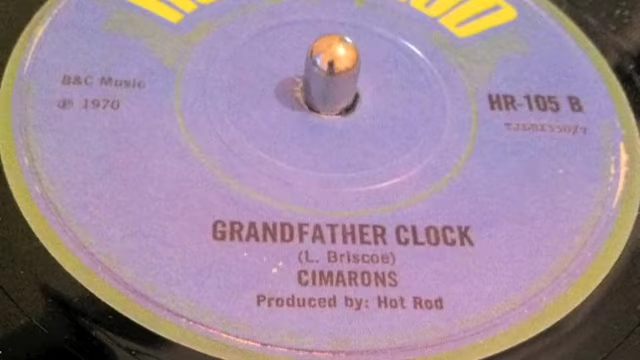 B&C Music
℗ 1970
HR-105 B
GRANDFATHER CLOCK
(L. Briscoe)
CIMARONS
Produced by: Hot Rod